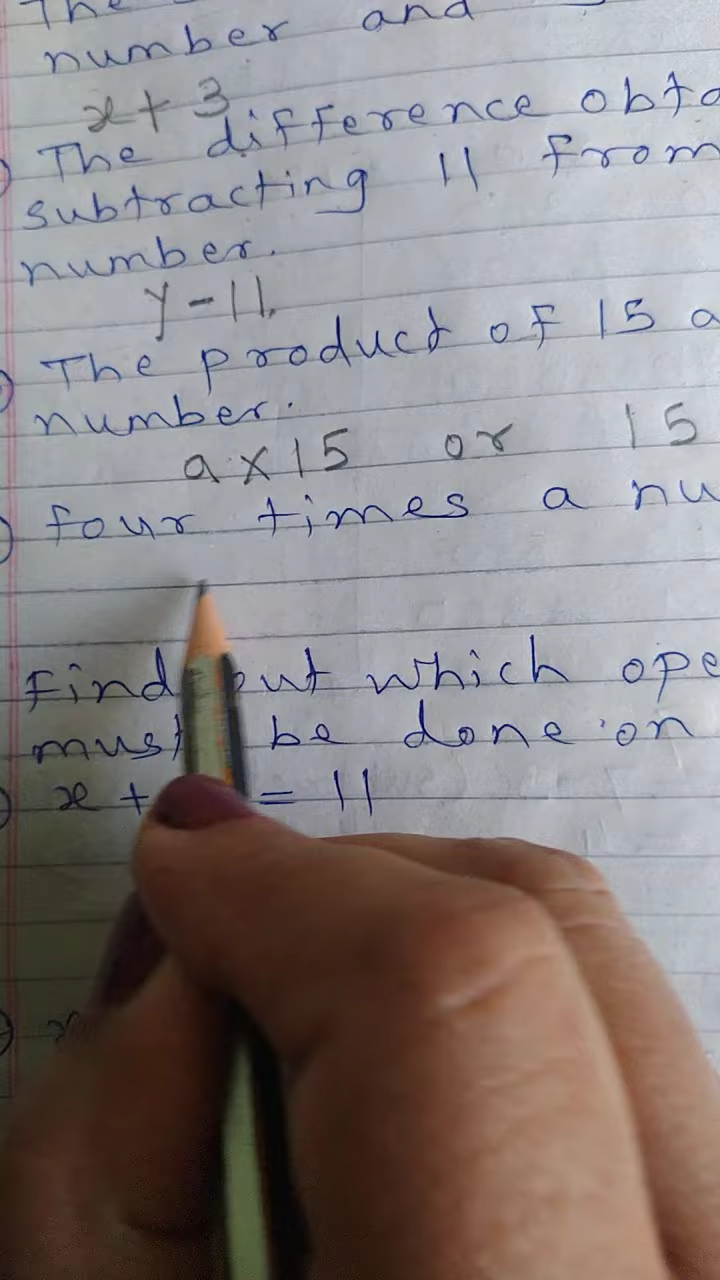 The
number and
x + 3
The difference obta
subtracting 11 from
number.
y - 11.
The product of 15 a
number.
a x 15 or 15
four times a nu
Find out which ope
must be done on
x + = 11